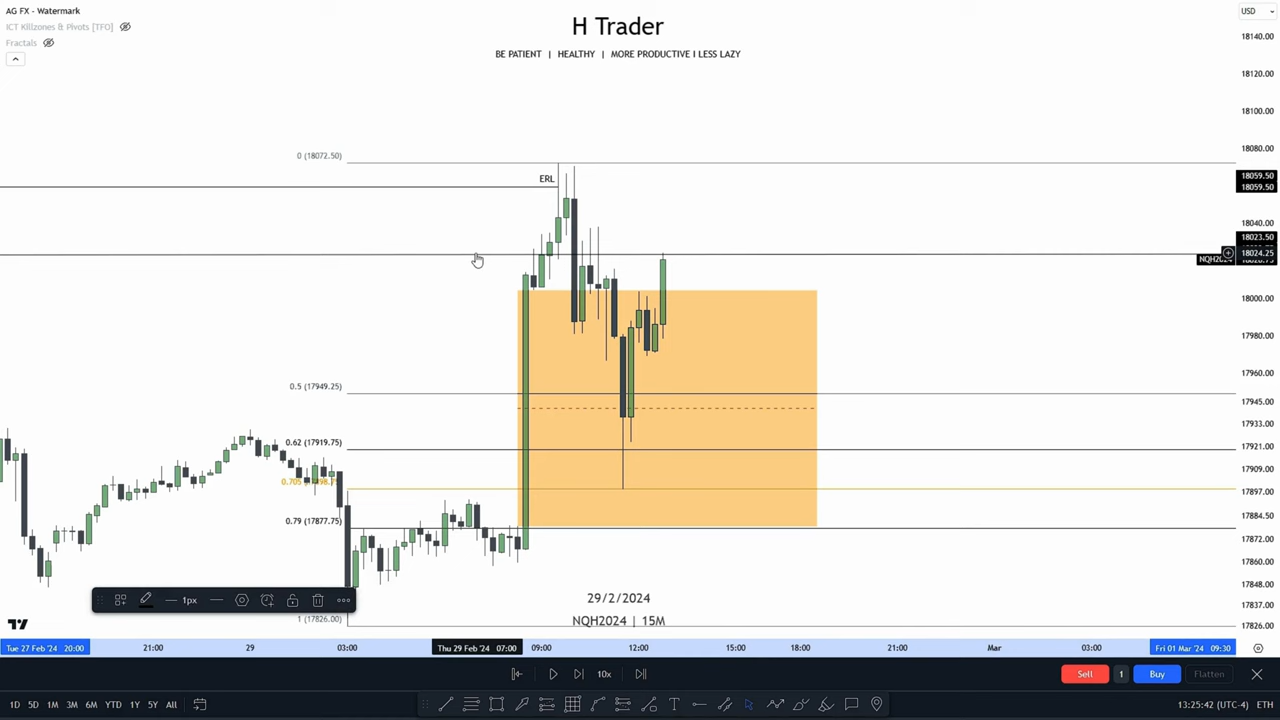 AG FX - Watermark
ICT Killzones & Pivots [TFO]
Fractals
H Trader
BE PATIENT | HEALTHY | MORE PRODUCTIVE I LESS LAZY
USD
18140.00
18120.00
18100.00
18080.00
18059.50
18059.50
18040.00
18023.50
18024.25
NQH202
18000.00
17980.00
17960.00
17945.00
17933.00
17921.00
17909.00
17897.00
17884.50
17872.00
17860.00
17848.00
17837.00
17826.00
0 (18072.50)
ERL
0.5 (17949.25)
0.62 (17919.75)
0.705
0.79 (17877.75)
1px
1 (17826.00)
29/2/2024
NQH2024 | 15M
Tue 27 Feb '24 20:00
21:00
29
03:00
Thu 29 Feb '24 07:00
09:00
12:00
15:00
18:00
21:00
Mar
03:00
Fri 01 Mar '24 09:30
10x
Sell
1
Buy
Flatten
1D 5D 1M 3M 6M YTD 1Y 5Y All
13:25:42 (UTC-4)
ETH